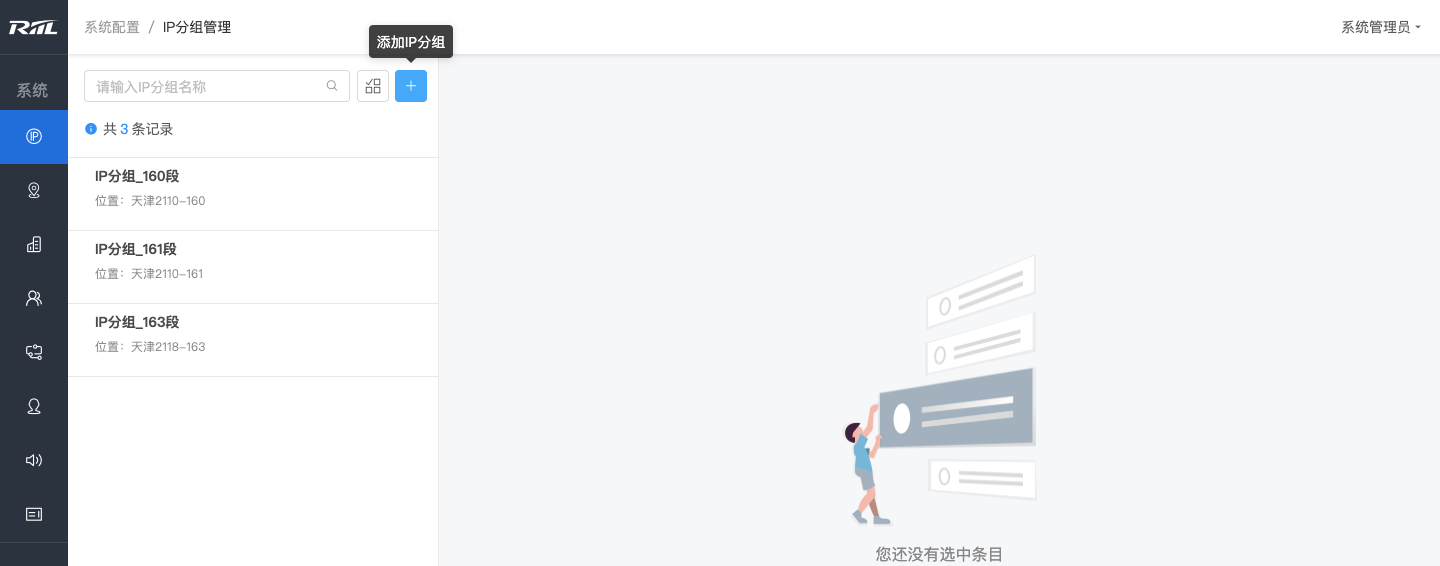 RIIL
系统配置 / IP分组管理
系统管理员
添加IP分组
系统
请输入IP分组名称
共 3 条记录
IP分组_160段
位置：天津2110-160
IP分组_161段
位置：天津2110-161
IP分组_163段
位置：天津2118-163
您还没有选中条目